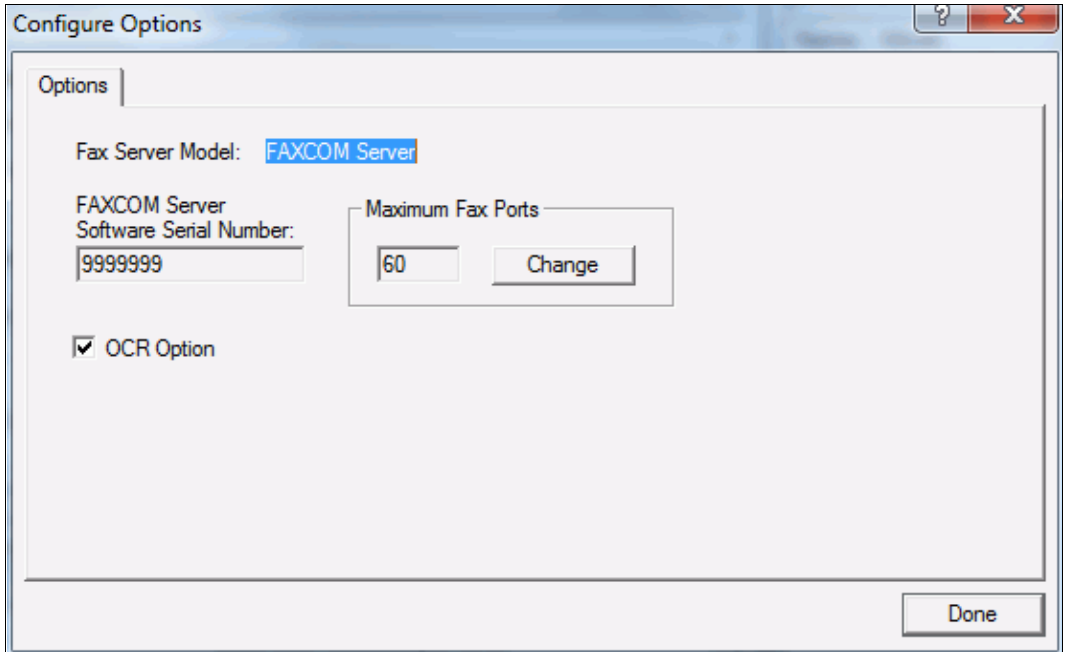 Configure Options
Options
Fax Server Model: FAXCOM Server
FAXCOM Server
Software Serial Number:
9999999
Maximum Fax Ports
60 Change
OCR Option
Done